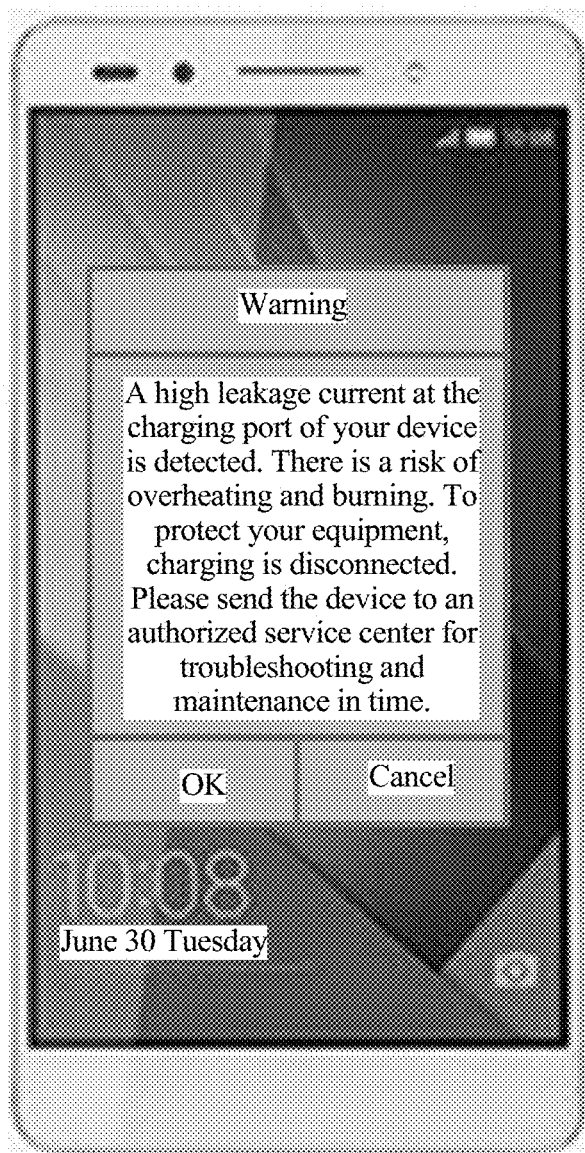 Warning
A high leakage current at the
charging port of your device
is detected. There is a risk of
overheating and burning. To
protect your equipment,
charging is disconnected.
Please send the device to an
authorized service center for
troubleshooting and
maintenance in time.
OK
Cancel
10:08
June 30 Tuesday